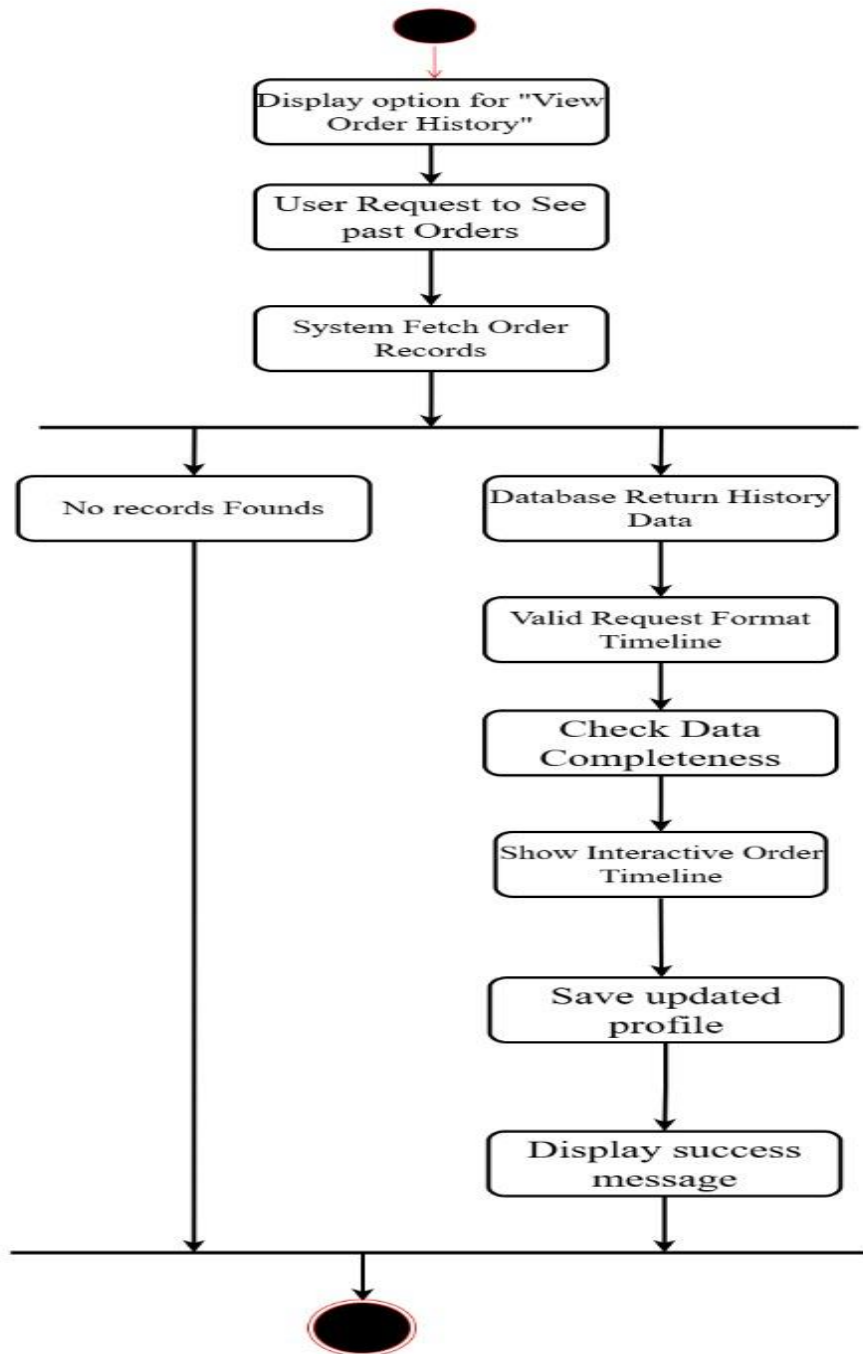 Display option for "View
Order History"
User Request to See
past Orders
System Fetch Order
Records
No records Founds
Database Return History
Data
Valid Request Format
Timeline
Check Data
Completeness
Show Interactive Order
Timeline
Save updated
profile
Display success
message